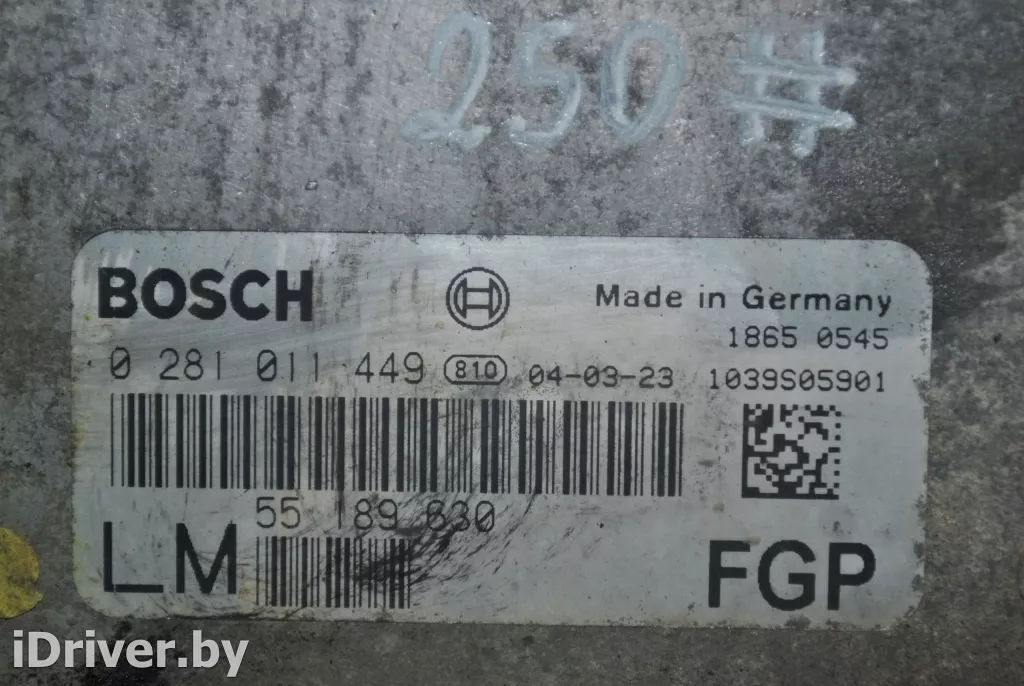 250#
BOSCH Made in Germany
1865 0545
0 281 011 449 810 04-03-23 1039S05901
55 189 630
LM FGP
iDriver.by